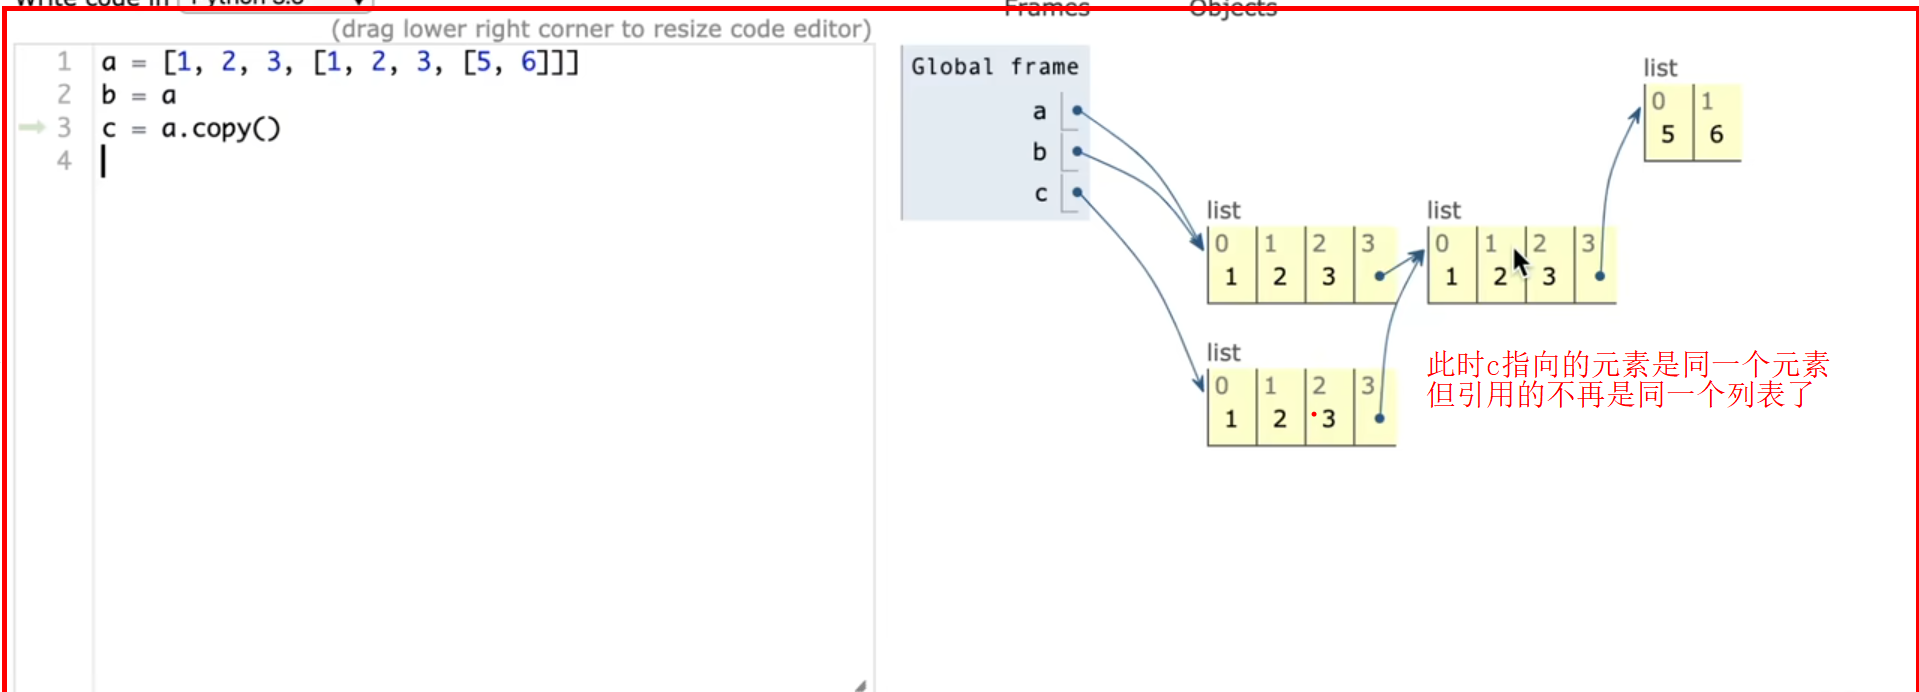 Write code in Python 3.6
Frames Objects
(drag lower right corner to resize code editor)
1 a = [1, 2, 3, [1, 2, 3, [5, 6]]]
2 b = a
3 c = a.copy()
4
Global frame
a
b
c
list
0 1
5 6
list
0 1 2 3
1 2 3
list
0 1 2 3
1 2 3
list
0 1 2 3
1 2 3
此时c指向的元素是同一个元素
但引用的不再是同一个列表了